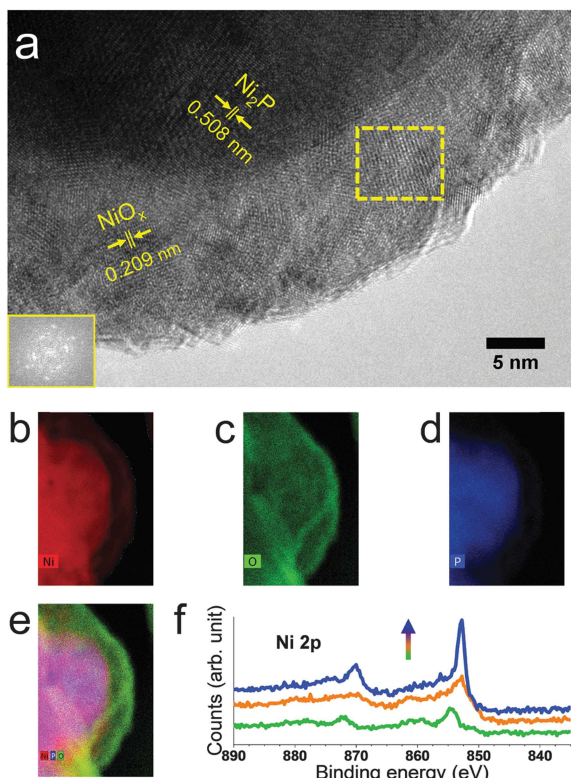 a
Ni₂P
0.508 nm
NiOₓ
0.209 nm
5 nm
b
c
d
Ni
O
P
e
f
Ni 2p
Counts (arb. unit)
Ni P O
890 880 870 860 850 840
Binding energy (eV)